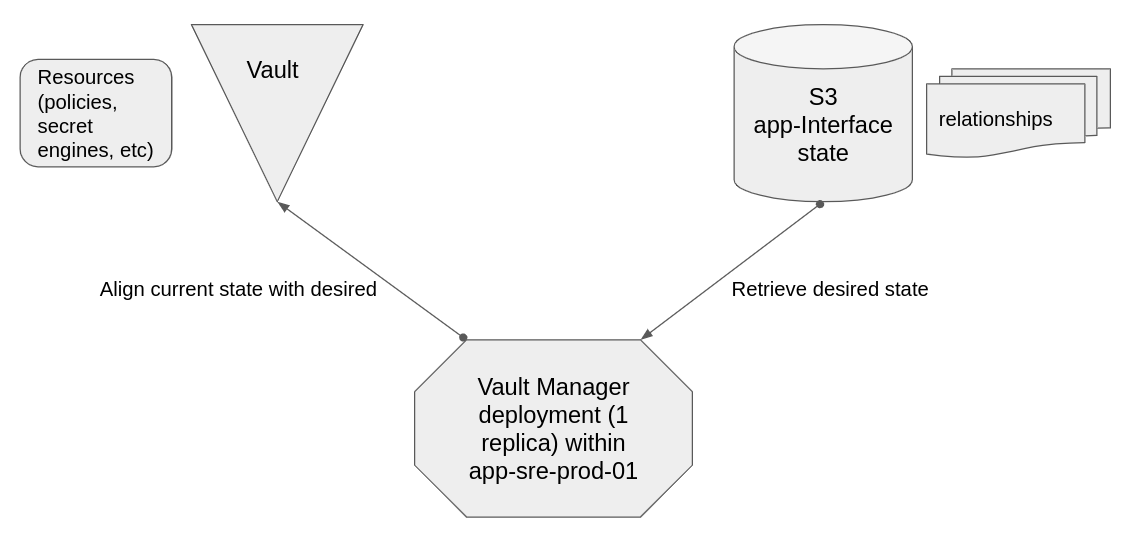 Resources
(policies,
secret
engines, etc)
Vault
S3
app-Interface
state
relationships
Align current state with desired
Retrieve desired state
Vault Manager
deployment (1
replica) within
app-sre-prod-01